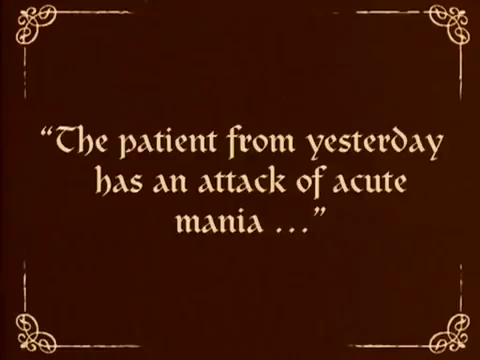 “The patient from yesterday
has an attack of acute
mania ...”